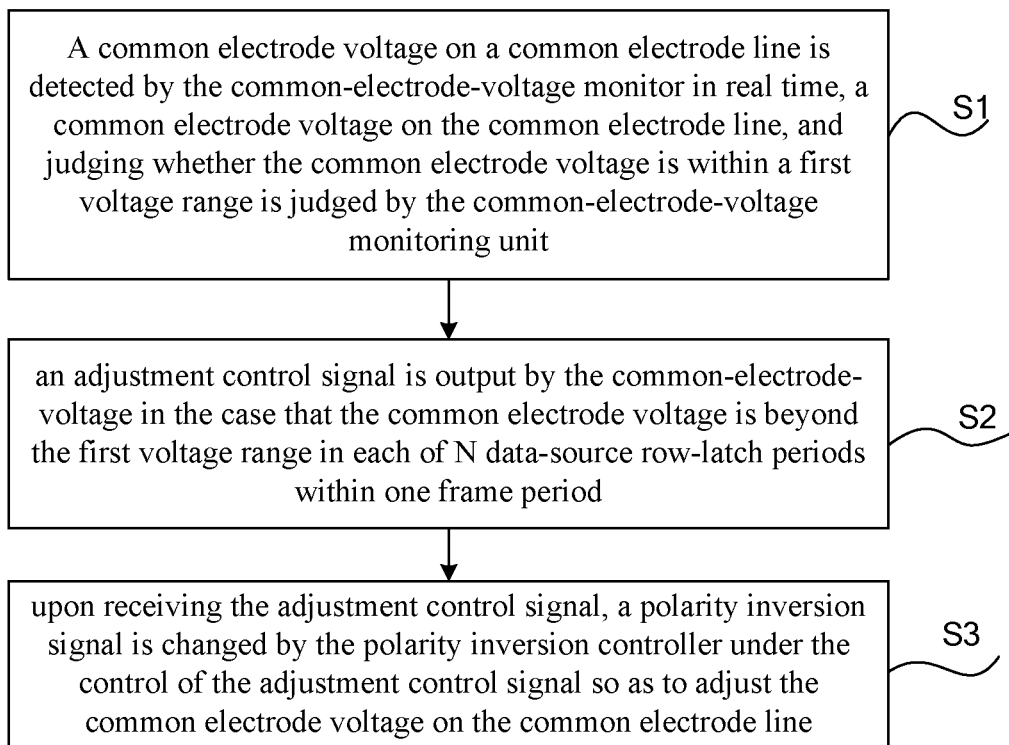 A common electrode voltage on a common electrode line is
detected by the common-electrode-voltage monitor in real time, a
common electrode voltage on the common electrode line, and
judging whether the common electrode voltage is within a first
voltage range is judged by the common-electrode-voltage
monitoring unit
S1
an adjustment control signal is output by the common-electrode-
voltage in the case that the common electrode voltage is beyond
the first voltage range in each of N data-source row-latch periods
within one frame period
S2
upon receiving the adjustment control signal, a polarity inversion
signal is changed by the polarity inversion controller under the
control of the adjustment control signal so as to adjust the
common electrode voltage on the common electrode line
S3